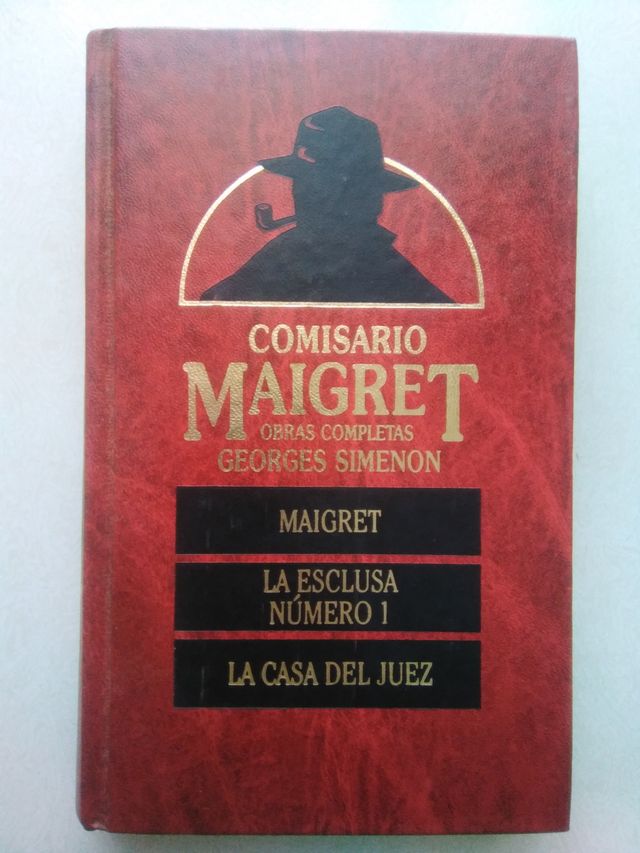 COMISARIO
MAIGRET
OBRAS COMPLETAS
GEORGES SIMENON
MAIGRET
LA ESCLUSA
NÚMERO 1
LA CASA DEL JUEZ